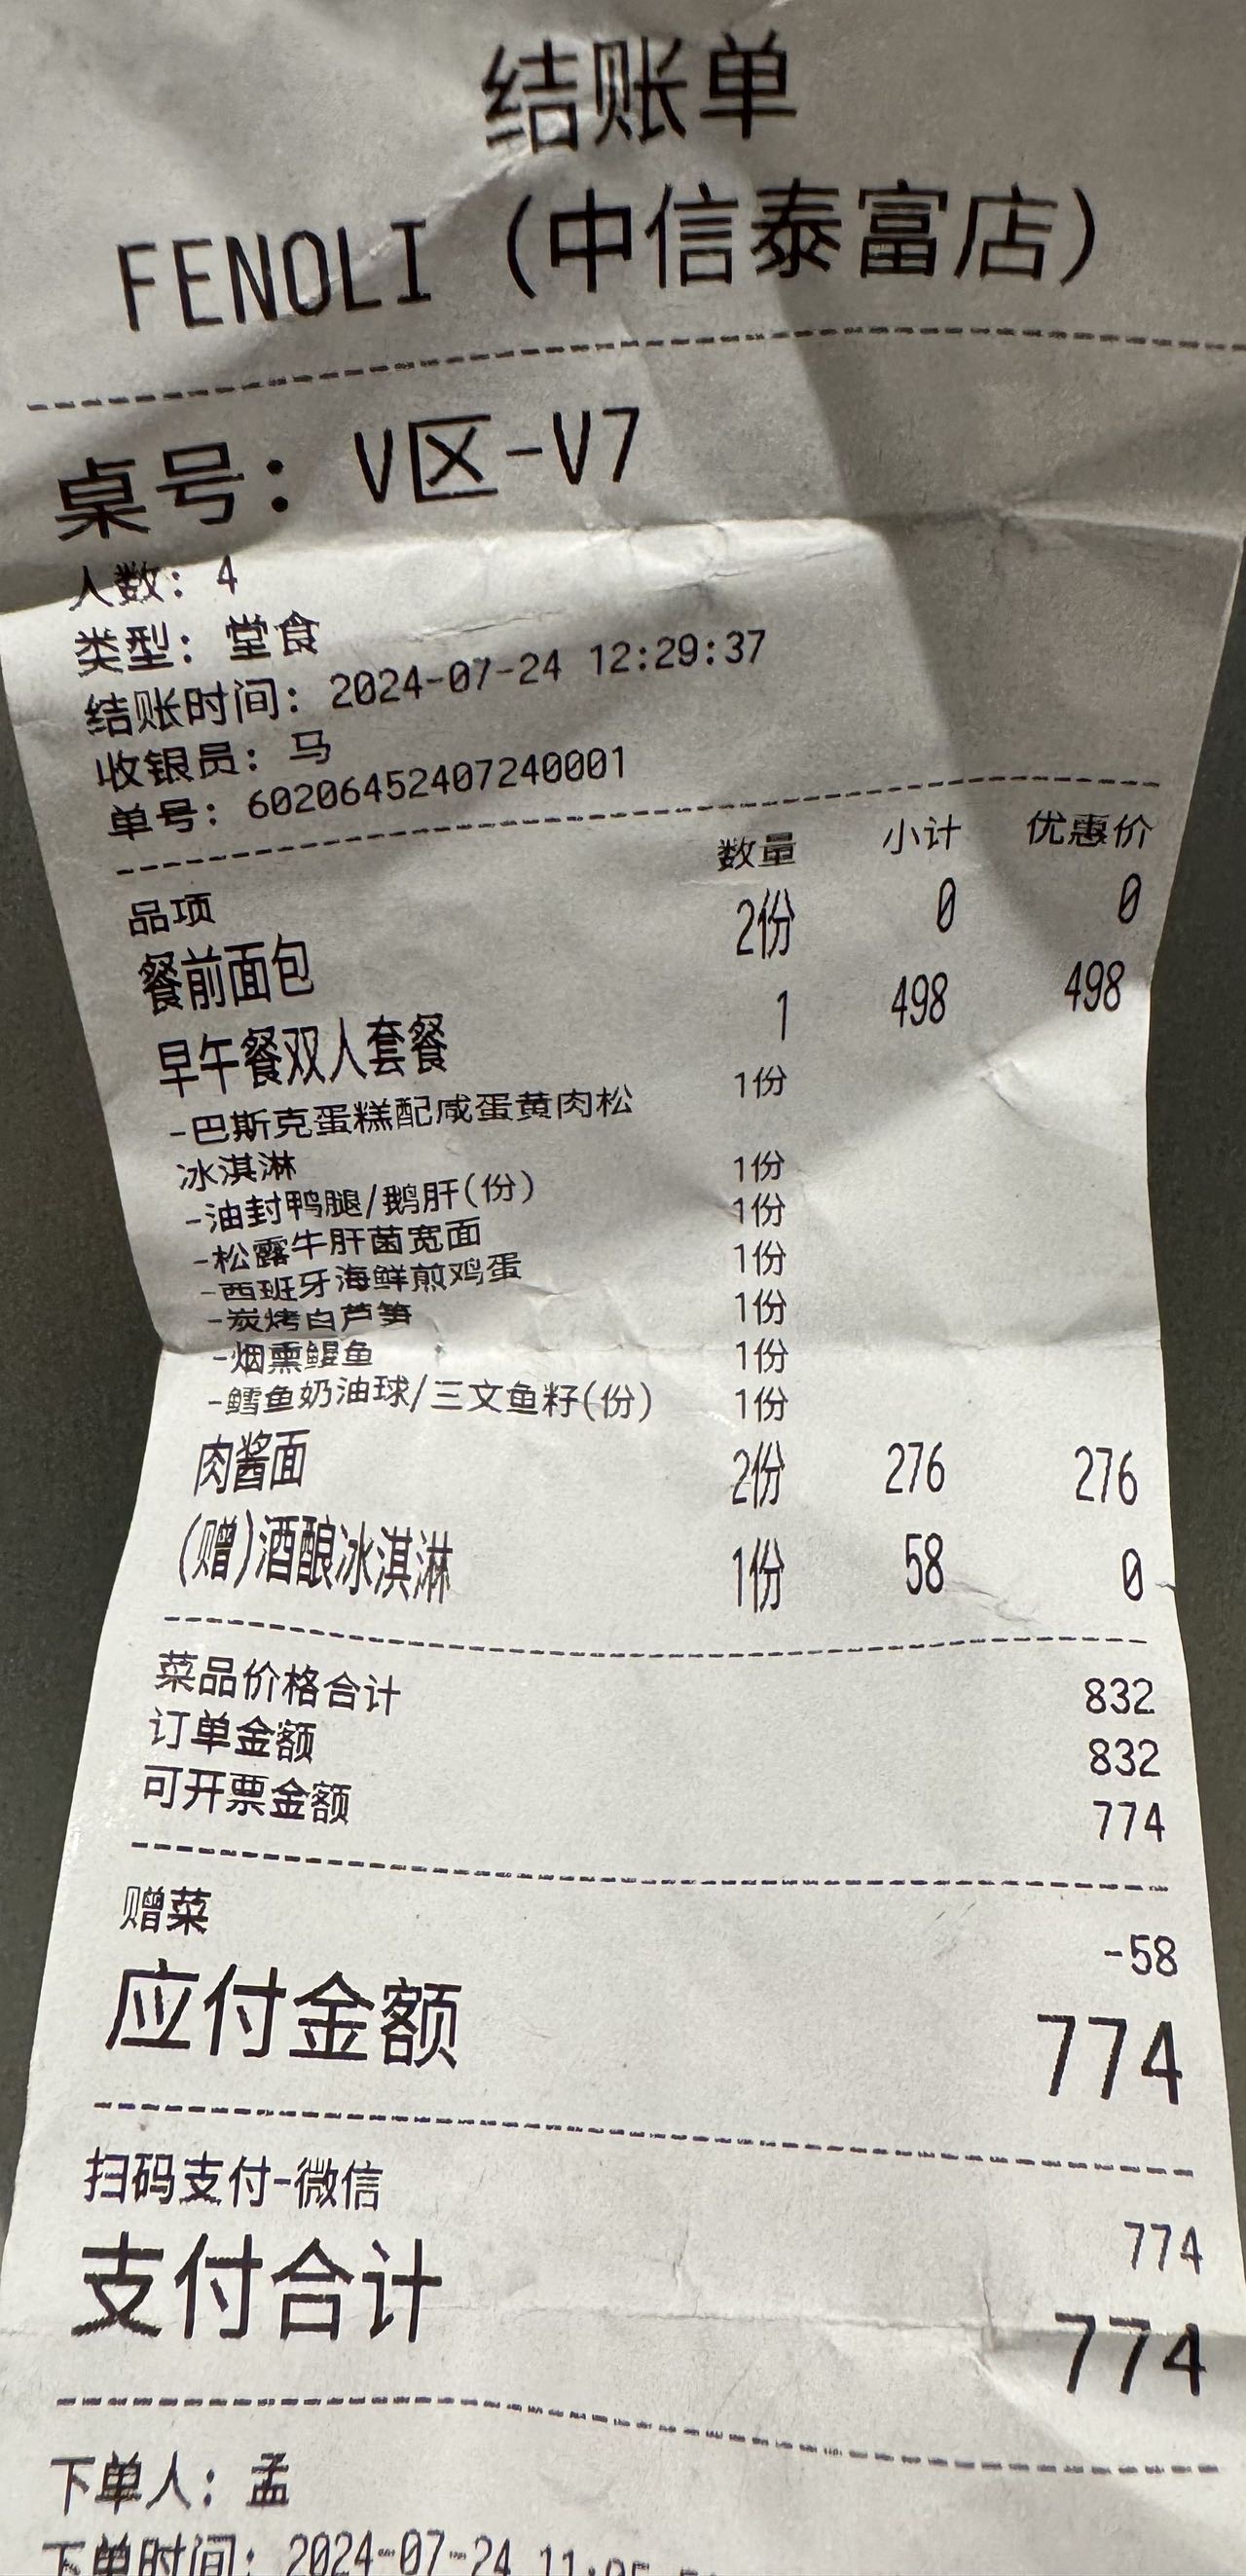 结账单
FENOLI (中信泰富店)
桌号: V区-V7
人数: 4
类型: 堂食
结账时间: 2024-07-24 12:29:37
收银员: 马
单号: 60206452407240001
品项 数量 小计 优惠价
餐前面包 2份 0 0
早午餐双人套餐 1 498 498
-巴斯克蛋糕配咸蛋黄肉松 1份
冰淇淋
-油封鸭腿/鹅肝(份) 1份
-松露牛肝菌宽面 1份
-西班牙海鲜煎鸡蛋 1份
-炭烤白芦笋 1份
-烟熏鳗鱼 1份
-鳕鱼奶油球/三文鱼籽(份) 1份
肉酱面 2份 276 276
(赠)酒酿冰淇淋 1份 58 0
菜品价格合计 832
订单金额 832
可开票金额 774
赠菜 -58
应付金额 774
扫码支付-微信 774
支付合计 774
下单人: 孟
下单时间: 2024-07-24